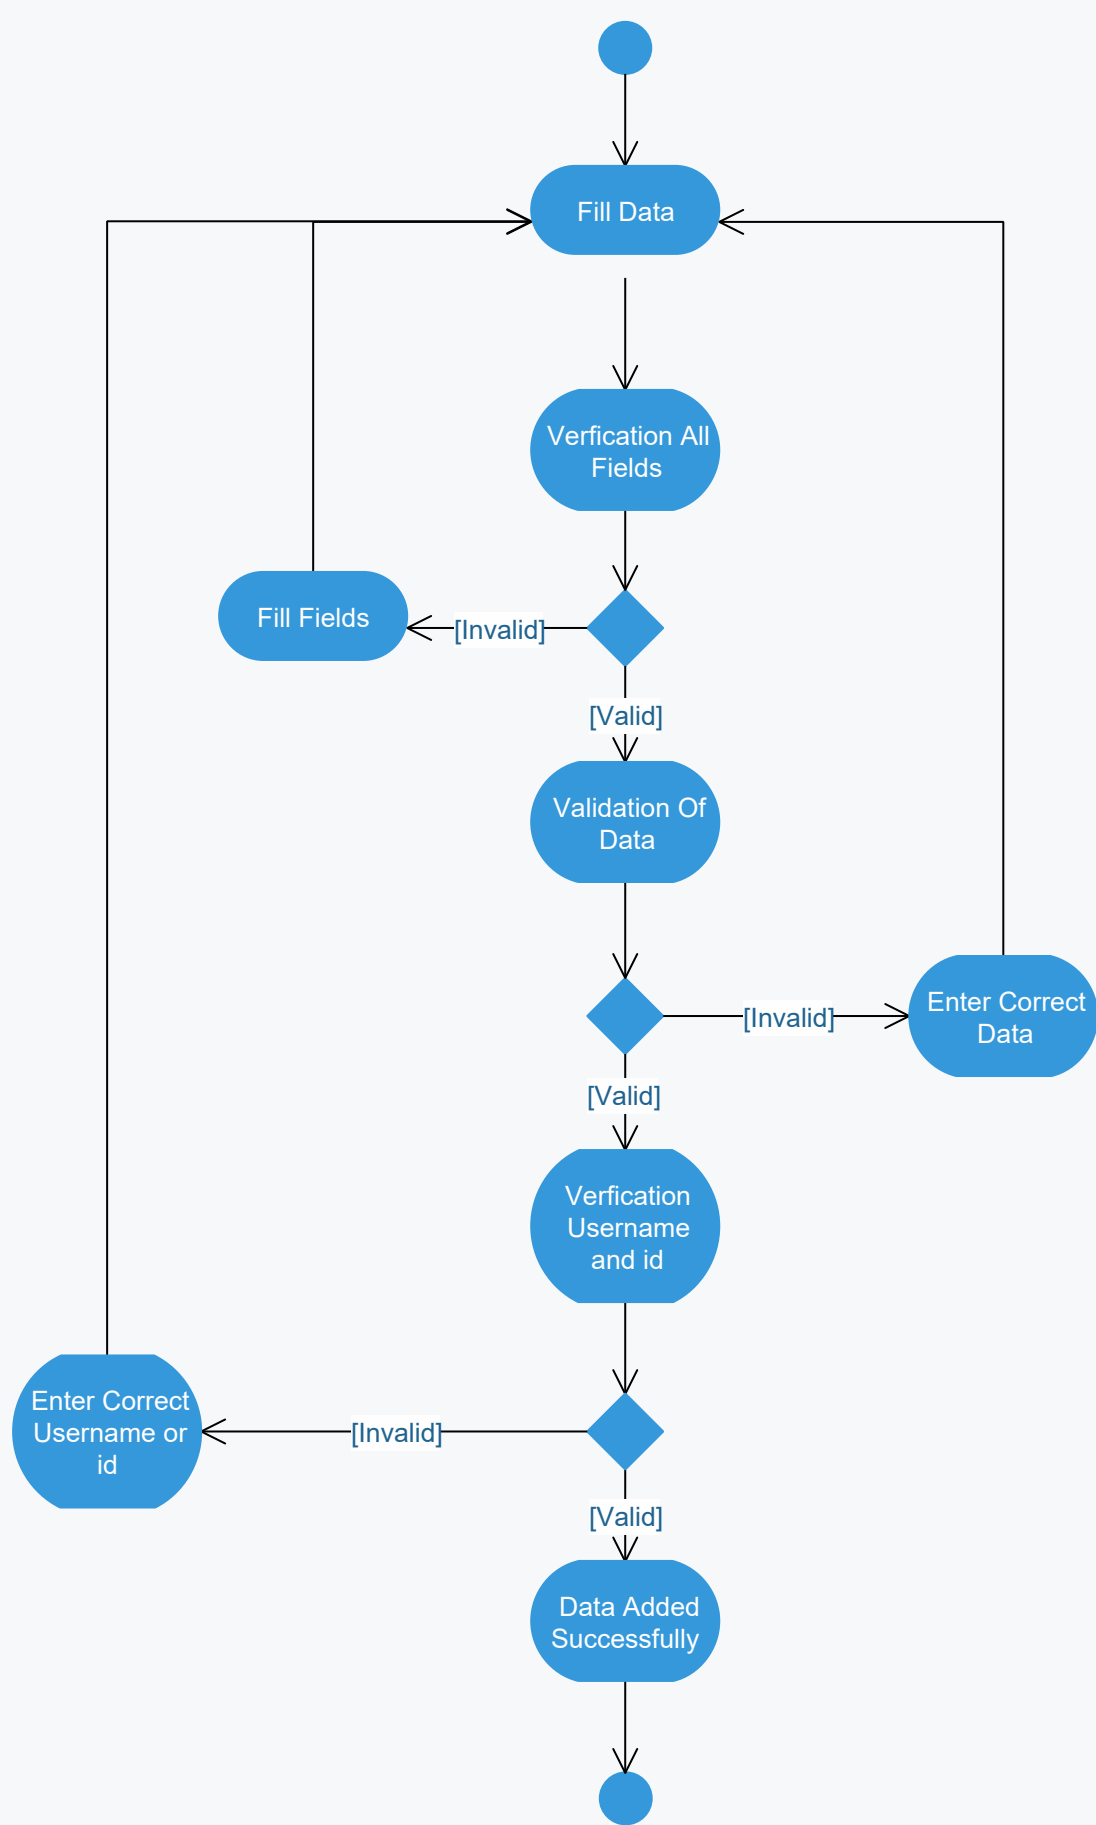 Fill Data
Verfication All
Fields
Fill Fields
[Invalid]
[Valid]
Validation Of
Data
[Invalid]
Enter Correct
Data
[Valid]
Verfication
Username
and id
Enter Correct
Username or
id
[Invalid]
[Valid]
Data Added
Successfully